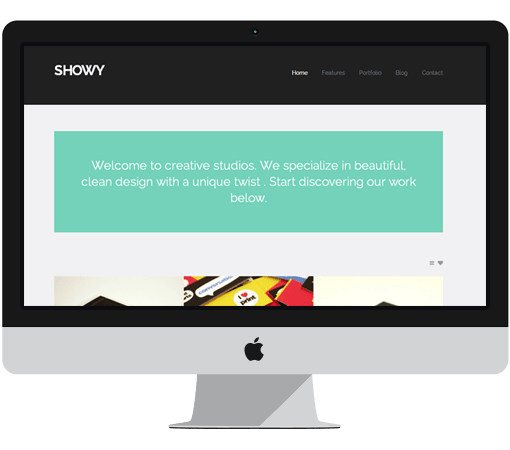 SHOWY
Home Features Portfolio Blog Contact
Welcome to creative studios. We specialize in beautiful,
clean design with a unique twist . Start discovering our work
below.
conversation
I
print